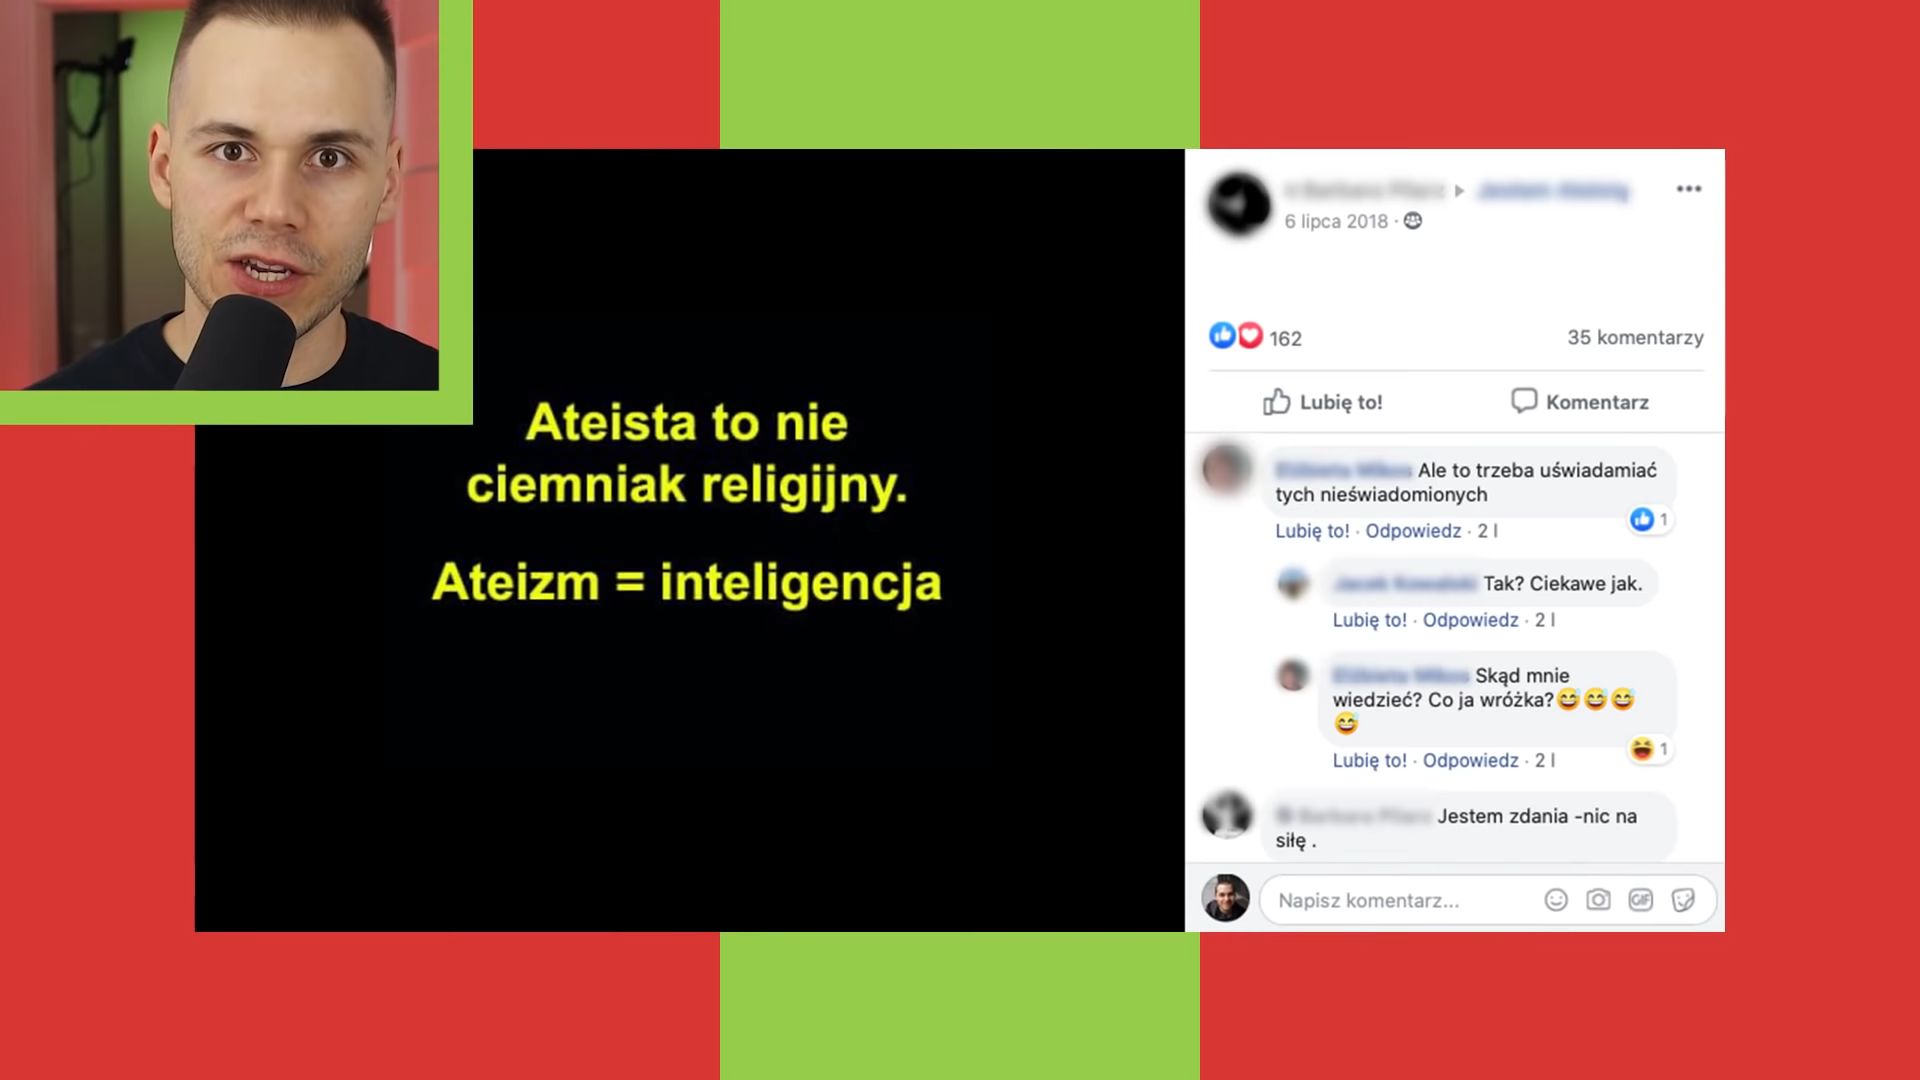 Ateista to nie
ciemniak religijny.
Ateizm = inteligencja
6 lipca 2018 ·
162
35 komentarzy
Lubię to!
Komentarz
Ale to trzeba uświadamiać
tych nieświadomionych
1
Lubię to! · Odpowiedz · 2 l
Tak? Ciekawe jak.
Lubię to! · Odpowiedz · 2 l
Skąd mnie
wiedzieć? Co ja wróżka?😅😅😅
😅
1
Lubię to! · Odpowiedz · 2 l
Jestem zdania -nic na
siłę .
Napisz komentarz...
GIF